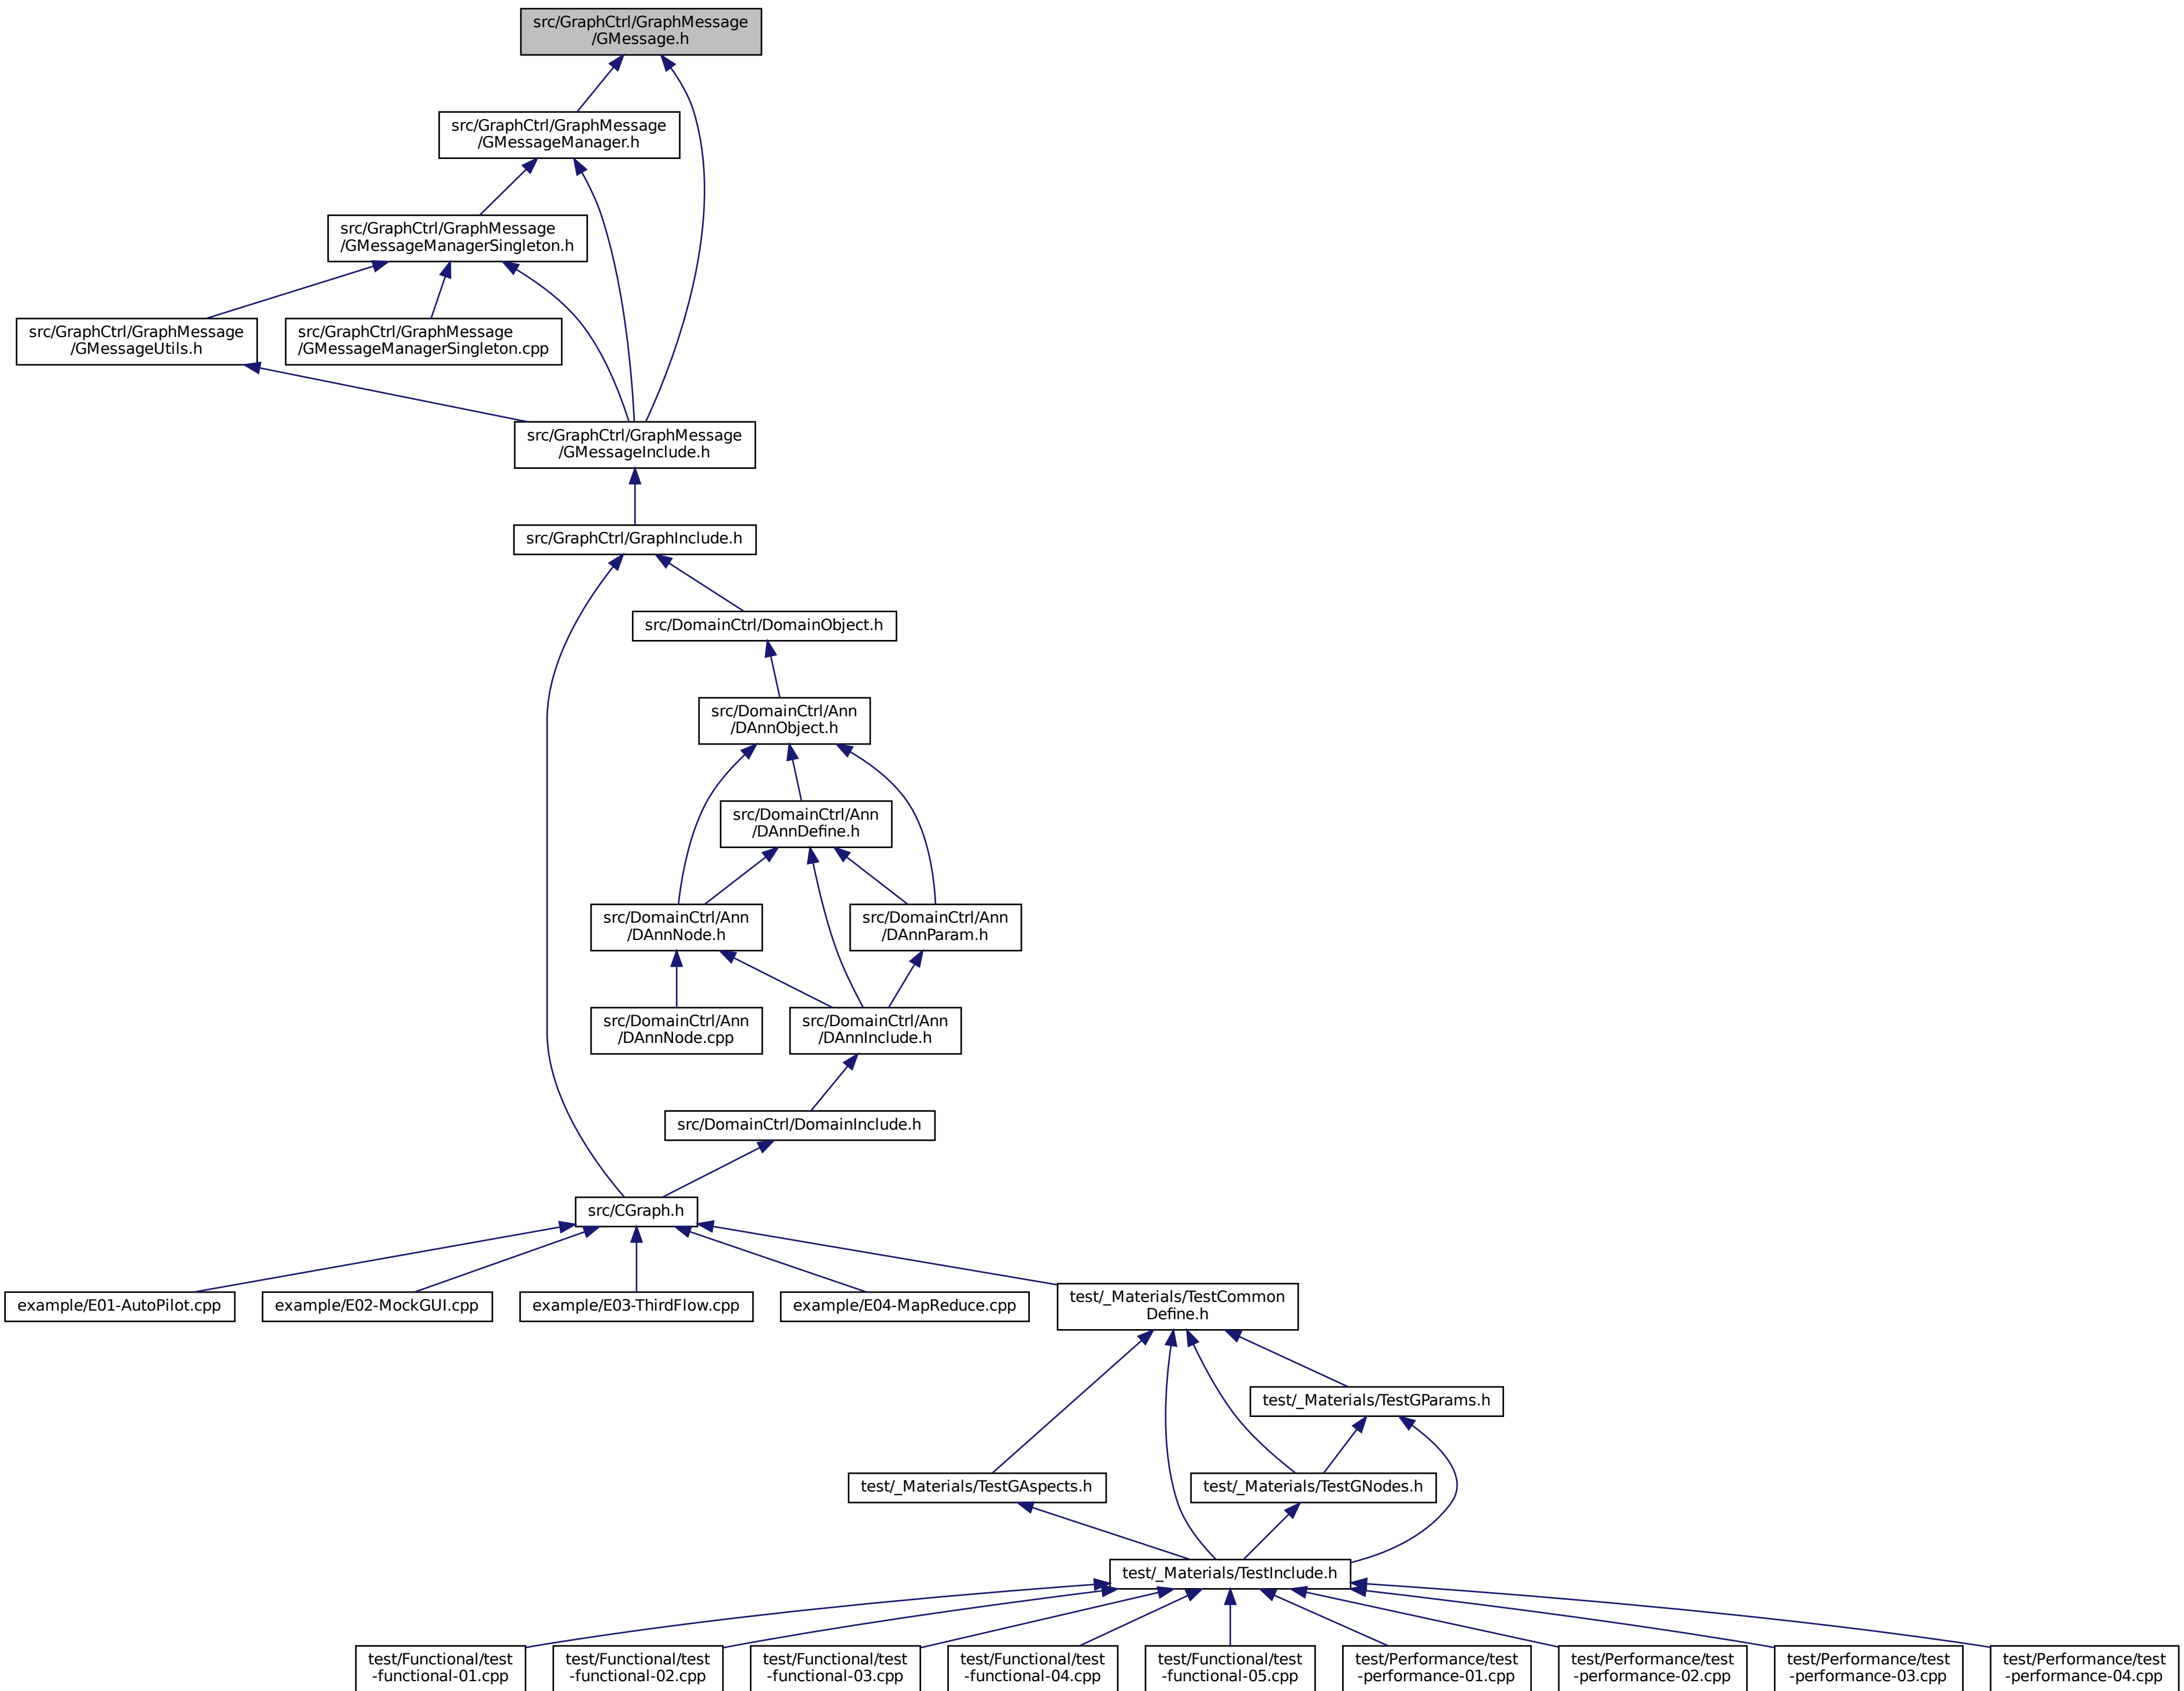 src/GraphCtrl/GraphMessage
/GMessage.h
src/GraphCtrl/GraphMessage
/GMessageManager.h
src/GraphCtrl/GraphMessage
/GMessageManagerSingleton.h
src/GraphCtrl/GraphMessage
/GMessageUtils.h
src/GraphCtrl/GraphMessage
/GMessageManagerSingleton.cpp
src/GraphCtrl/GraphMessage
/GMessageInclude.h
src/GraphCtrl/GraphInclude.h
src/DomainCtrl/DomainObject.h
src/DomainCtrl/Ann
/DAnnObject.h
src/DomainCtrl/Ann
/DAnnDefine.h
src/DomainCtrl/Ann
/DAnnNode.h
src/DomainCtrl/Ann
/DAnnParam.h
src/DomainCtrl/Ann
/DAnnNode.cpp
src/DomainCtrl/Ann
/DAnnInclude.h
src/DomainCtrl/DomainInclude.h
src/CGraph.h
example/E01-AutoPilot.cpp
example/E02-MockGUI.cpp
example/E03-ThirdFlow.cpp
example/E04-MapReduce.cpp
test/_Materials/TestCommon
Define.h
test/_Materials/TestGParams.h
test/_Materials/TestGAspects.h
test/_Materials/TestGNodes.h
test/_Materials/TestInclude.h
test/Functional/test
-functional-01.cpp
test/Functional/test
-functional-02.cpp
test/Functional/test
-functional-03.cpp
test/Functional/test
-functional-04.cpp
test/Functional/test
-functional-05.cpp
test/Performance/test
-performance-01.cpp
test/Performance/test
-performance-02.cpp
test/Performance/test
-performance-03.cpp
test/Performance/test
-performance-04.cpp